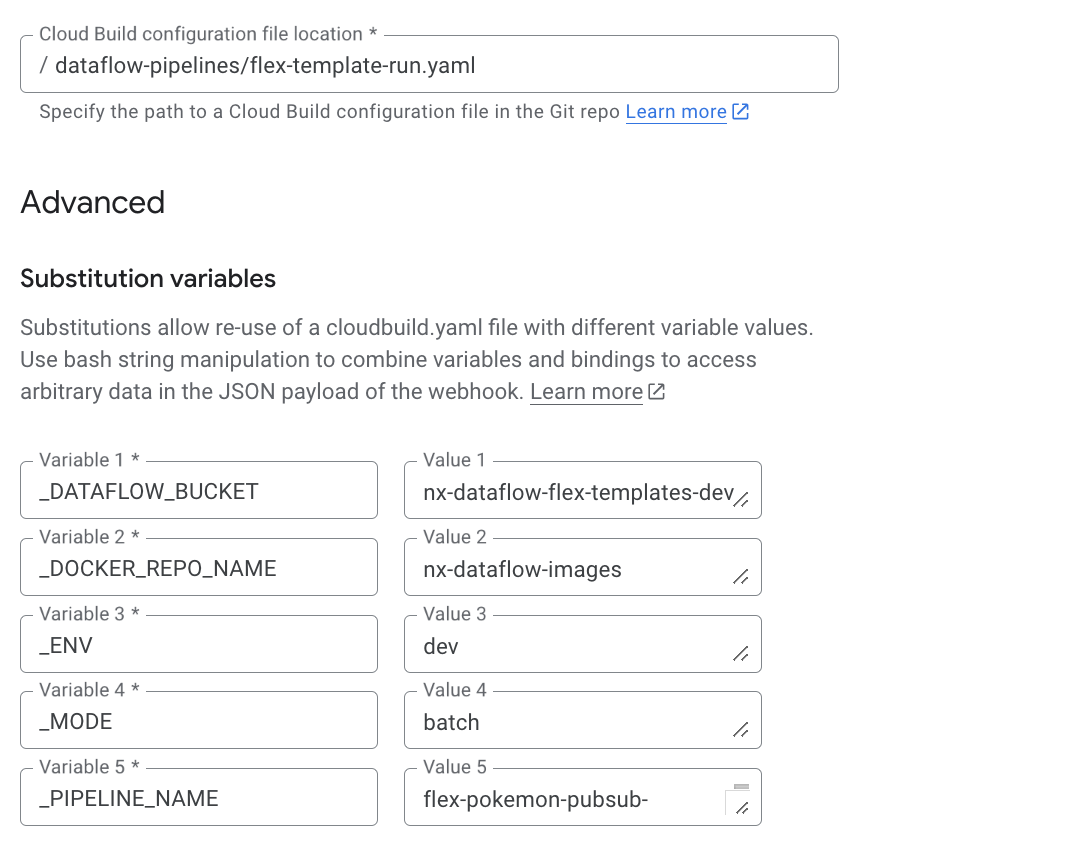 Cloud Build configuration file location *
/ dataflow-pipelines/flex-template-run.yaml
Specify the path to a Cloud Build configuration file in the Git repo Learn more
Advanced
Substitution variables
Substitutions allow re-use of a cloudbuild.yaml file with different variable values.
Use bash string manipulation to combine variables and bindings to access
arbitrary data in the JSON payload of the webhook. Learn more
Variable 1 *
_DATAFLOW_BUCKET
Value 1
nx-dataflow-flex-templates-dev
Variable 2 *
_DOCKER_REPO_NAME
Value 2
nx-dataflow-images
Variable 3 *
_ENV
Value 3
dev
Variable 4 *
_MODE
Value 4
batch
Variable 5 *
_PIPELINE_NAME
Value 5
flex-pokemon-pubsub-